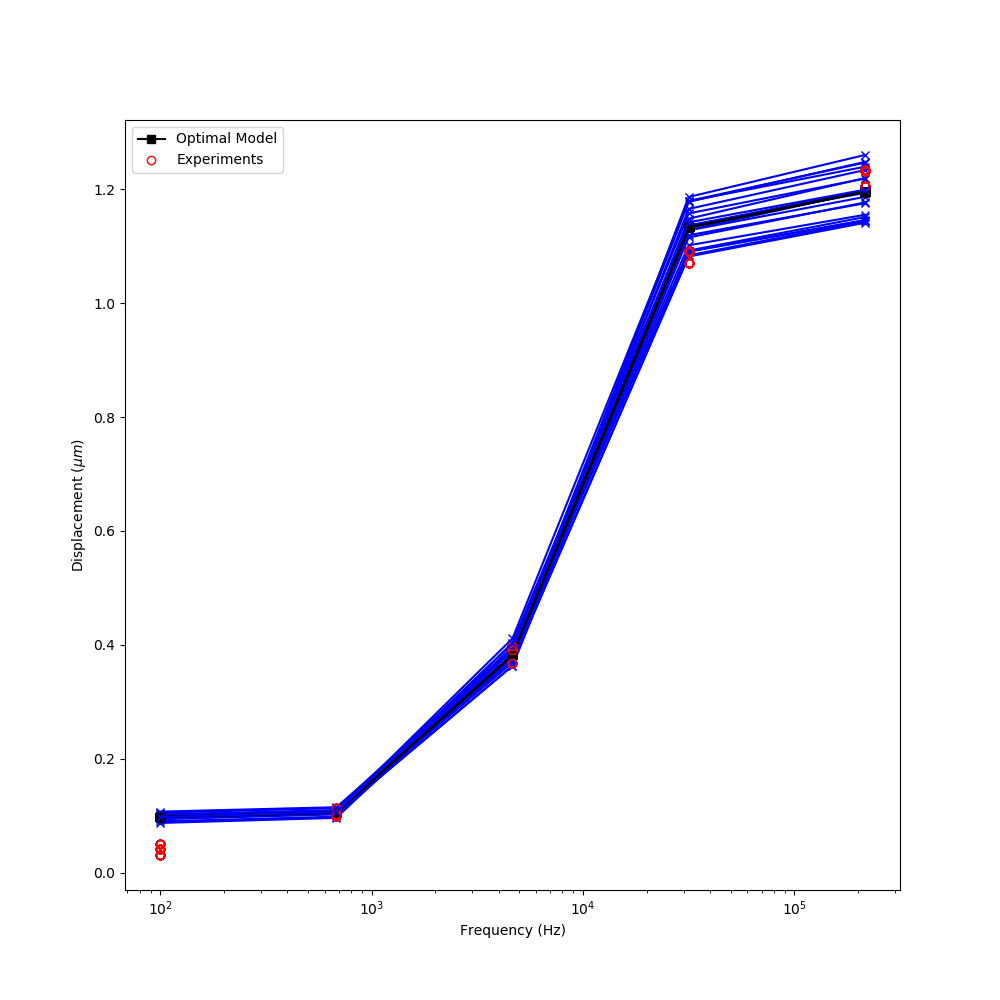 Optimal Model
Experiments
1.2
1.0
0.8
0.6
0.4
0.2
0.0
Displacement (μm)
10² 10³ 10⁴ 10⁵
Frequency (Hz)